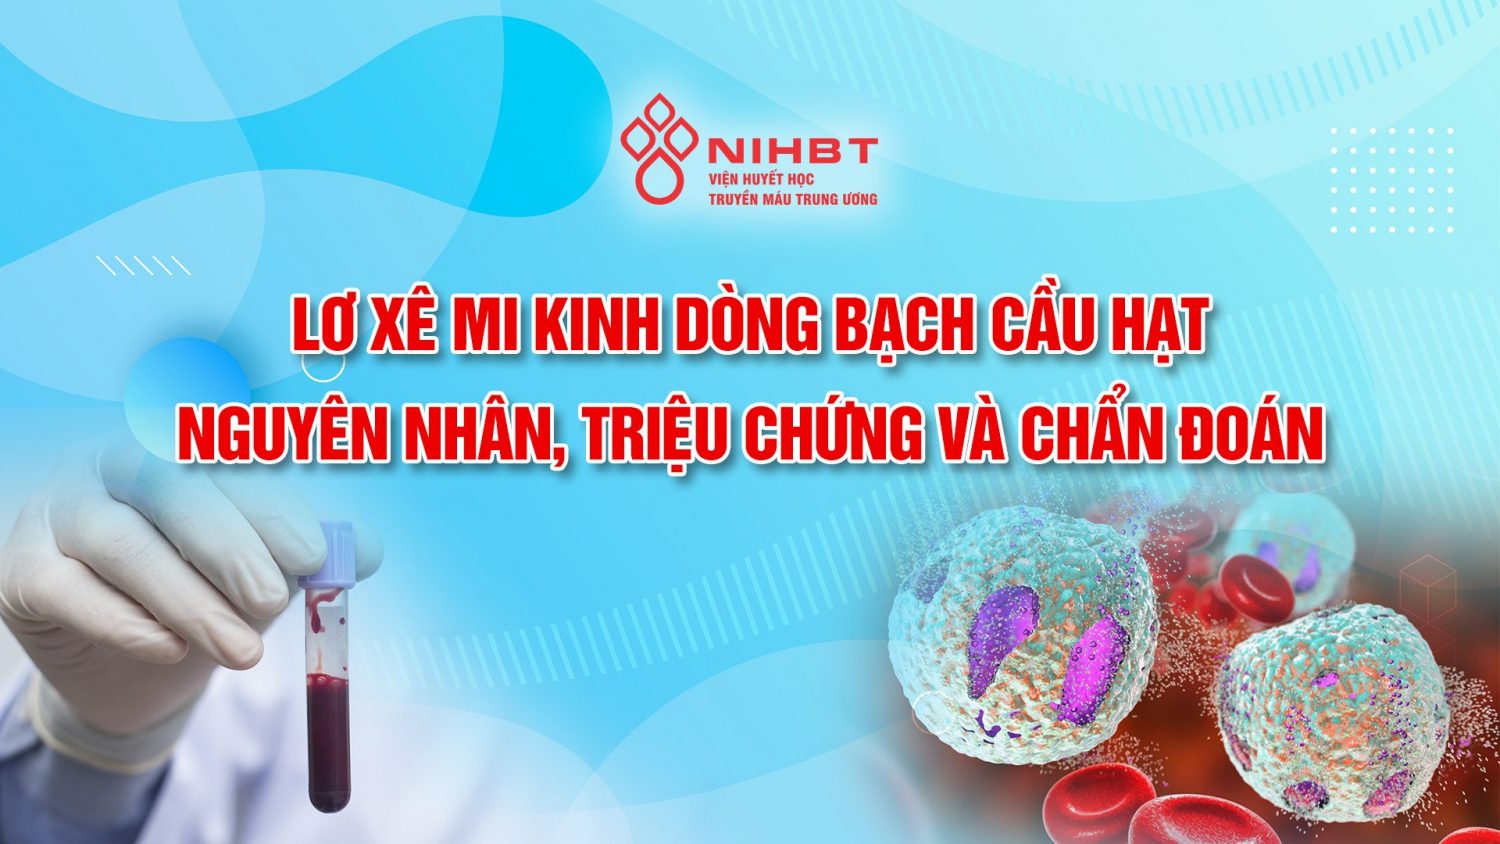 NIHBT
VIỆN HUYẾT HỌC
TRUYỀN MÁU TRUNG ƯƠNG
LƠ XÊ MI KINH DÒNG BẠCH CẦU HẠT
NGUYÊN NHÂN, TRIỆU CHỨNG VÀ CHẨN ĐOÁN